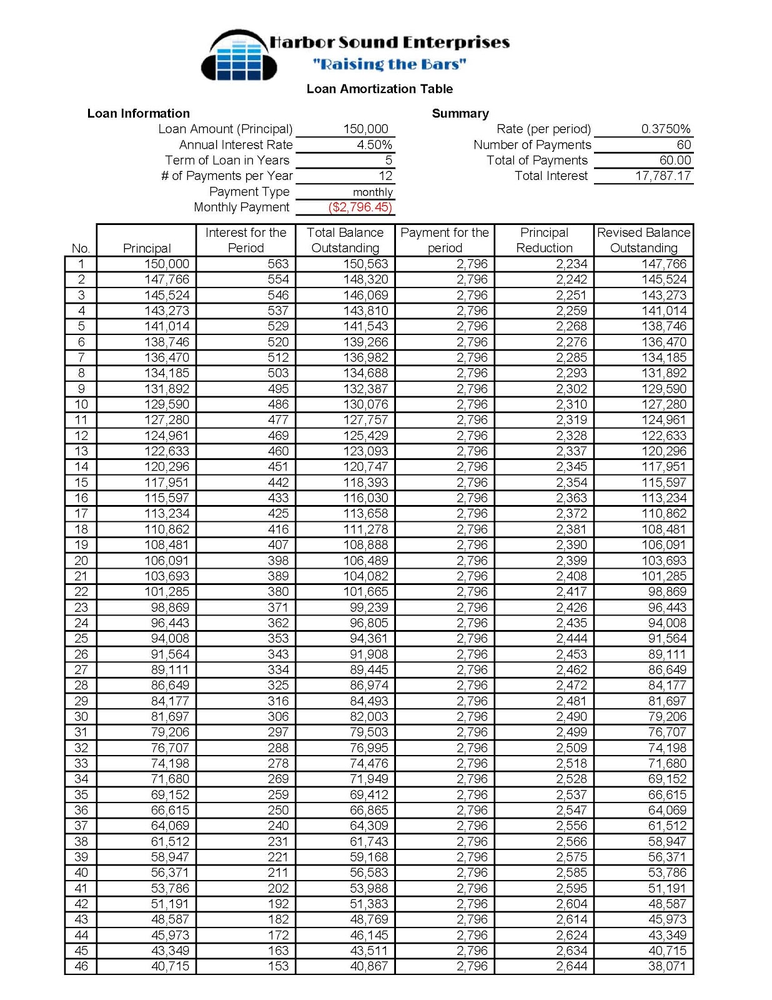 Harbor Sound Enterprises
"Raising the Bars"
Loan Amortization Table
Loan Information Summary
Loan Amount (Principal) 150,000 Rate (per period) 0.3750%
Annual Interest Rate 4.50% Number of Payments 60
Term of Loan in Years 5 Total of Payments 60.00
# of Payments per Year 12 Total Interest 17,787.17
Payment Type monthly
Monthly Payment ($2,796.45)
Interest for the Total Balance Payment for the Principal Revised Balance
No. Principal Period Outstanding period Reduction Outstanding
1 150,000 563 150,563 2,796 2,234 147,766
2 147,766 554 148,320 2,796 2,242 145,524
3 145,524 546 146,069 2,796 2,251 143,273
4 143,273 537 143,810 2,796 2,259 141,014
5 141,014 529 141,543 2,796 2,268 138,746
6 138,746 520 139,266 2,796 2,276 136,470
7 136,470 512 136,982 2,796 2,285 134,185
8 134,185 503 134,688 2,796 2,293 131,892
9 131,892 495 132,387 2,796 2,302 129,590
10 129,590 486 130,076 2,796 2,310 127,280
11 127,280 477 127,757 2,796 2,319 124,961
12 124,961 469 125,429 2,796 2,328 122,633
13 122,633 460 123,093 2,796 2,337 120,296
14 120,296 451 120,747 2,796 2,345 117,951
15 117,951 442 118,393 2,796 2,354 115,597
16 115,597 433 116,030 2,796 2,363 113,234
17 113,234 425 113,658 2,796 2,372 110,862
18 110,862 416 111,278 2,796 2,381 108,481
19 108,481 407 108,888 2,796 2,390 106,091
20 106,091 398 106,489 2,796 2,399 103,693
21 103,693 389 104,082 2,796 2,408 101,285
22 101,285 380 101,665 2,796 2,417 98,869
23 98,869 371 99,239 2,796 2,426 96,443
24 96,443 362 96,805 2,796 2,435 94,008
25 94,008 353 94,361 2,796 2,444 91,564
26 91,564 343 91,908 2,796 2,453 89,111
27 89,111 334 89,445 2,796 2,462 86,649
28 86,649 325 86,974 2,796 2,472 84,177
29 84,177 316 84,493 2,796 2,481 81,697
30 81,697 306 82,003 2,796 2,490 79,206
31 79,206 297 79,503 2,796 2,499 76,707
32 76,707 288 76,995 2,796 2,509 74,198
33 74,198 278 74,476 2,796 2,518 71,680
34 71,680 269 71,949 2,796 2,528 69,152
35 69,152 259 69,412 2,796 2,537 66,615
36 66,615 250 66,865 2,796 2,547 64,069
37 64,069 240 64,309 2,796 2,556 61,512
38 61,512 231 61,743 2,796 2,566 58,947
39 58,947 221 59,168 2,796 2,575 56,371
40 56,371 211 56,583 2,796 2,585 53,786
41 53,786 202 53,988 2,796 2,595 51,191
42 51,191 192 51,383 2,796 2,604 48,587
43 48,587 182 48,769 2,796 2,614 45,973
44 45,973 172 46,145 2,796 2,624 43,349
45 43,349 163 43,511 2,796 2,634 40,715
46 40,715 153 40,867 2,796 2,644 38,071